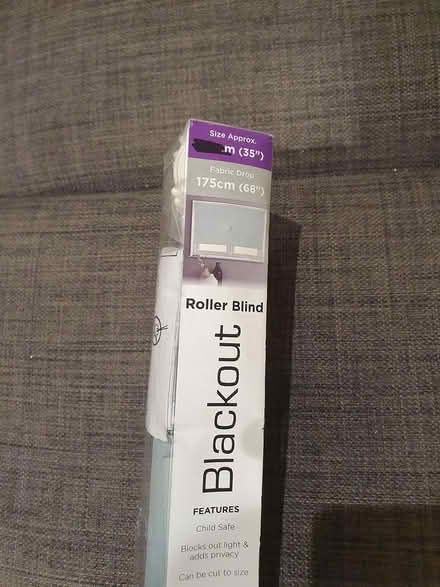 Size Approx.
m (35")
Fabric Drop
175cm (68")
Roller Blind
Blackout
FEATURES
Child Safe
Blocks out light &
adds privacy
Can be cut to size